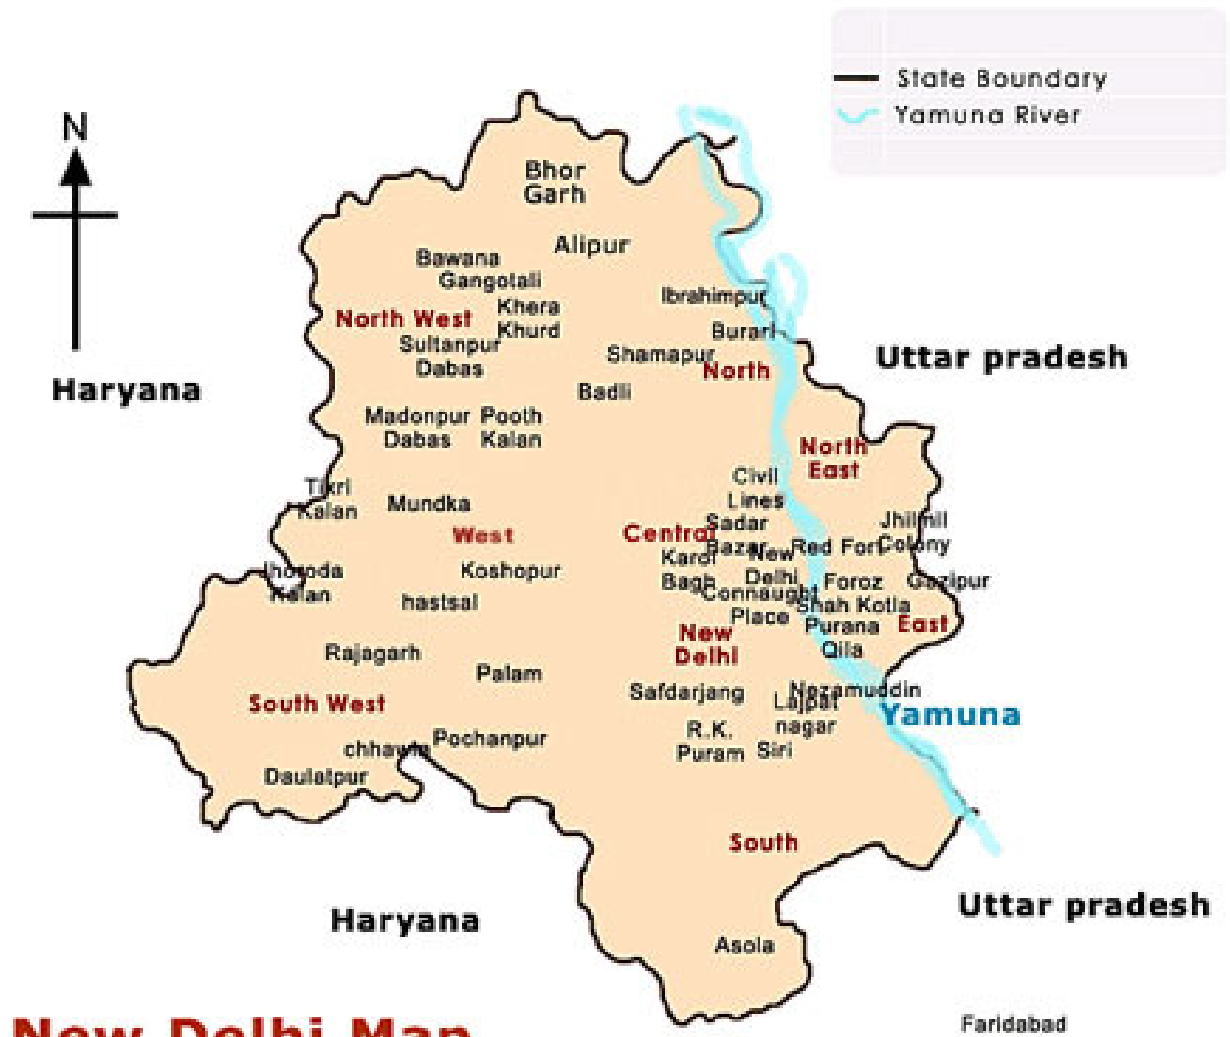 State Boundary
Yamuna River
N
Bhor
Garh
Alipur
Bawana
Gangotali
Ibrahimpur
Khera
Khurd
North West
Burari
Sultanpur
Dabas
Shamapur
North
Uttar pradesh
Haryana
Badli
Madonpur
Dabas
Pooth
Kalan
North
East
Civil
Lines
Tikri
Kalan
Mundka
Sadar
Bazar
Jhilmil
Colony
West
Central
Red Fort
Karol
Bagh
New
Delhi
Kalan
Koshopur
Foroz
Shah Kotla
Gazipur
Connaught
Place
hastsal
Purana
Qila
East
New
Delhi
Rajagarh
Palam
Safdarjang
Nezamuddin
South West
Lajpat
nagar
Yamuna
R.K.
Puram
Siri
chhawla
Pochanpur
Daulatpur
South
Uttar pradesh
Haryana
Asola
Faridabad
New Delhi Map